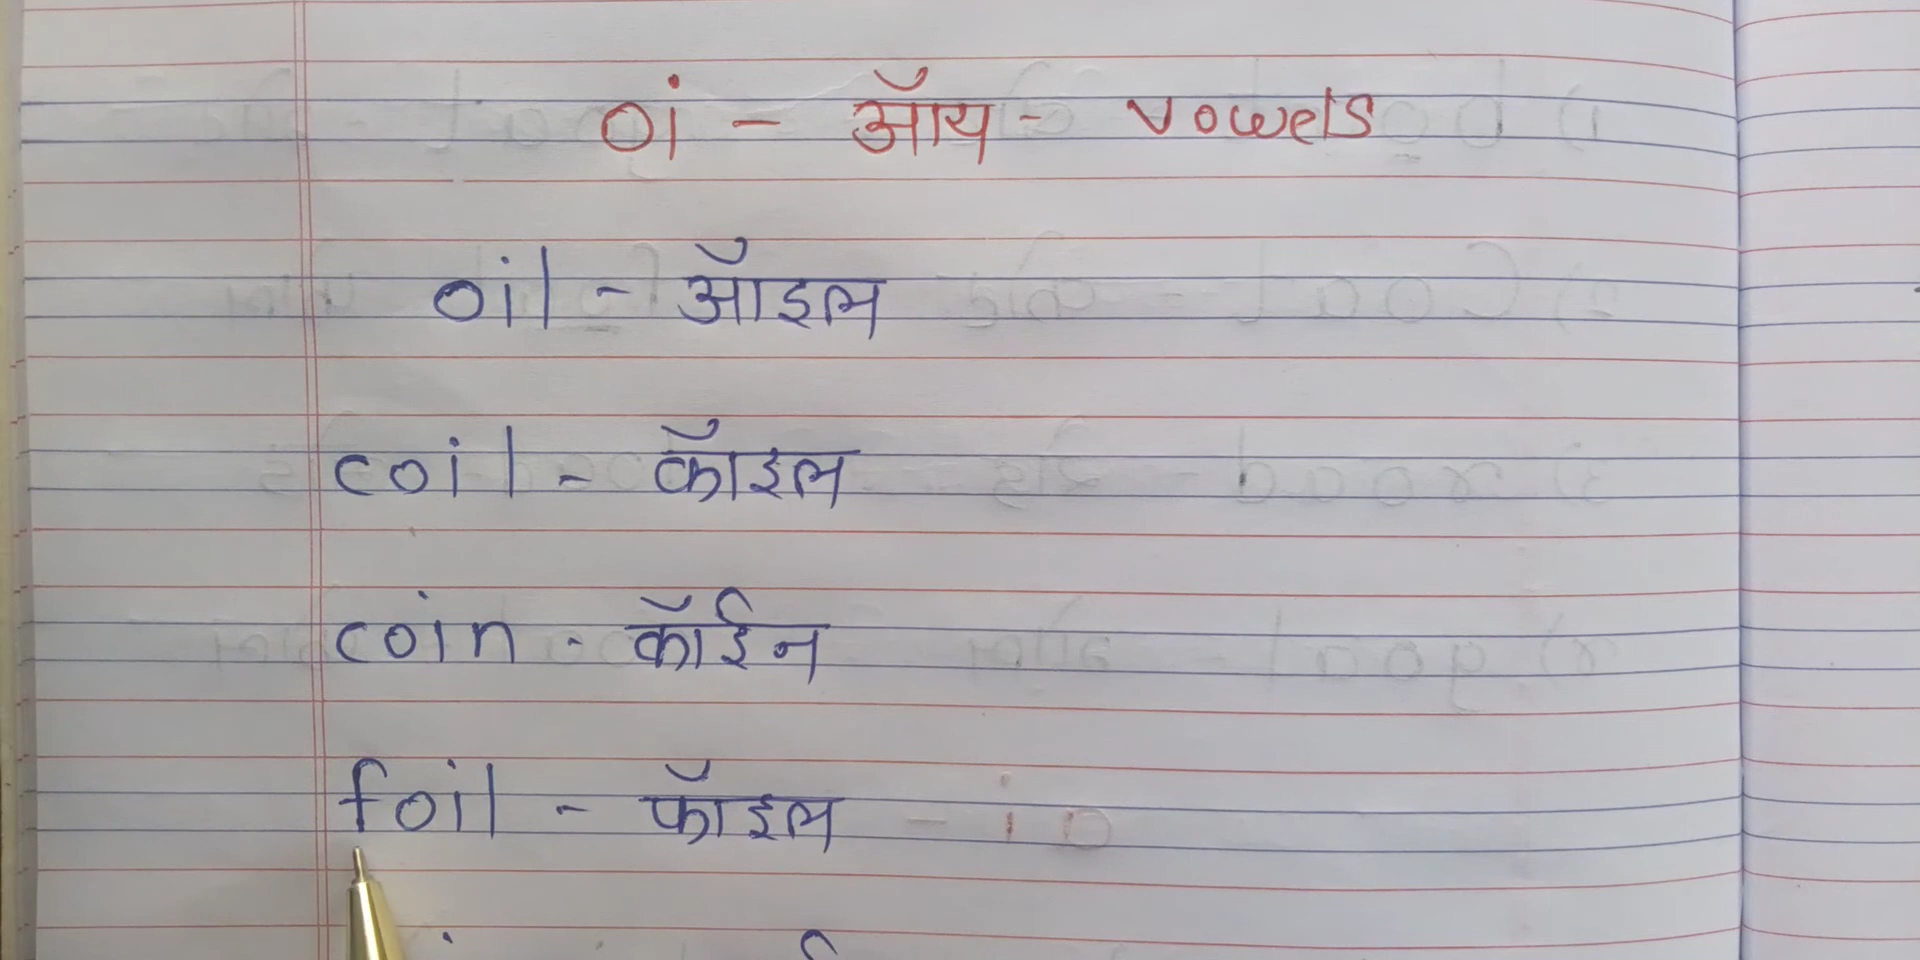 oi - ऑय - vowels
oil - ऑइल
coil - कॉइल
coin - कॉईन
foil - फॉइल